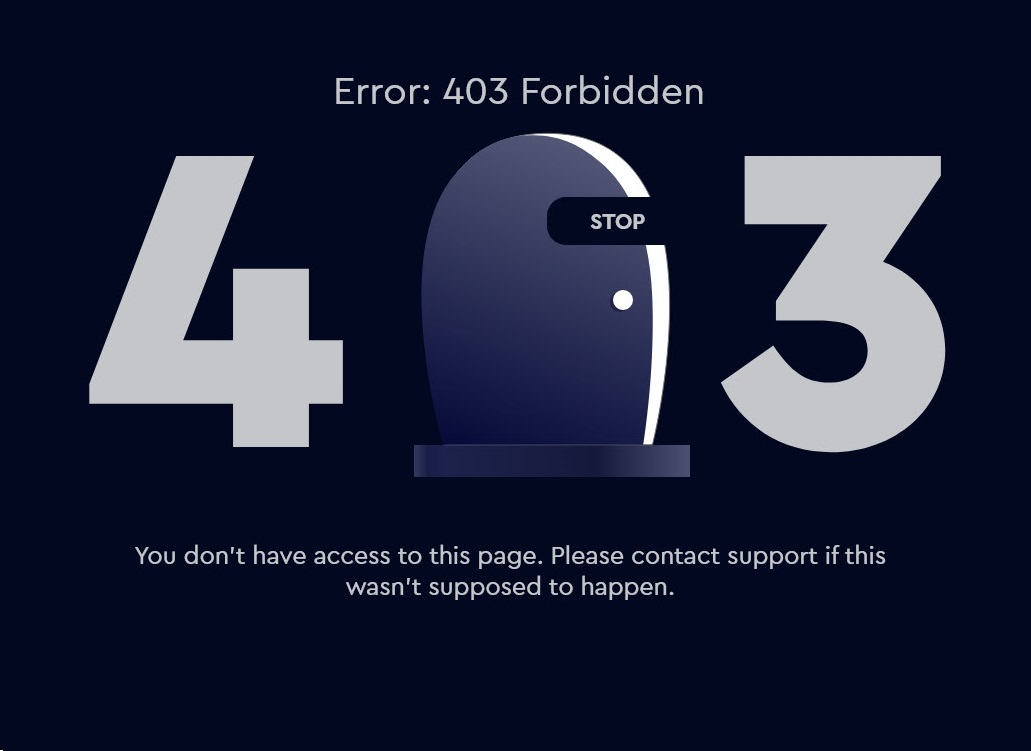 Error: 403 Forbidden
4 3
STOP
You don't have access to this page. Please contact support if this
wasn't supposed to happen.